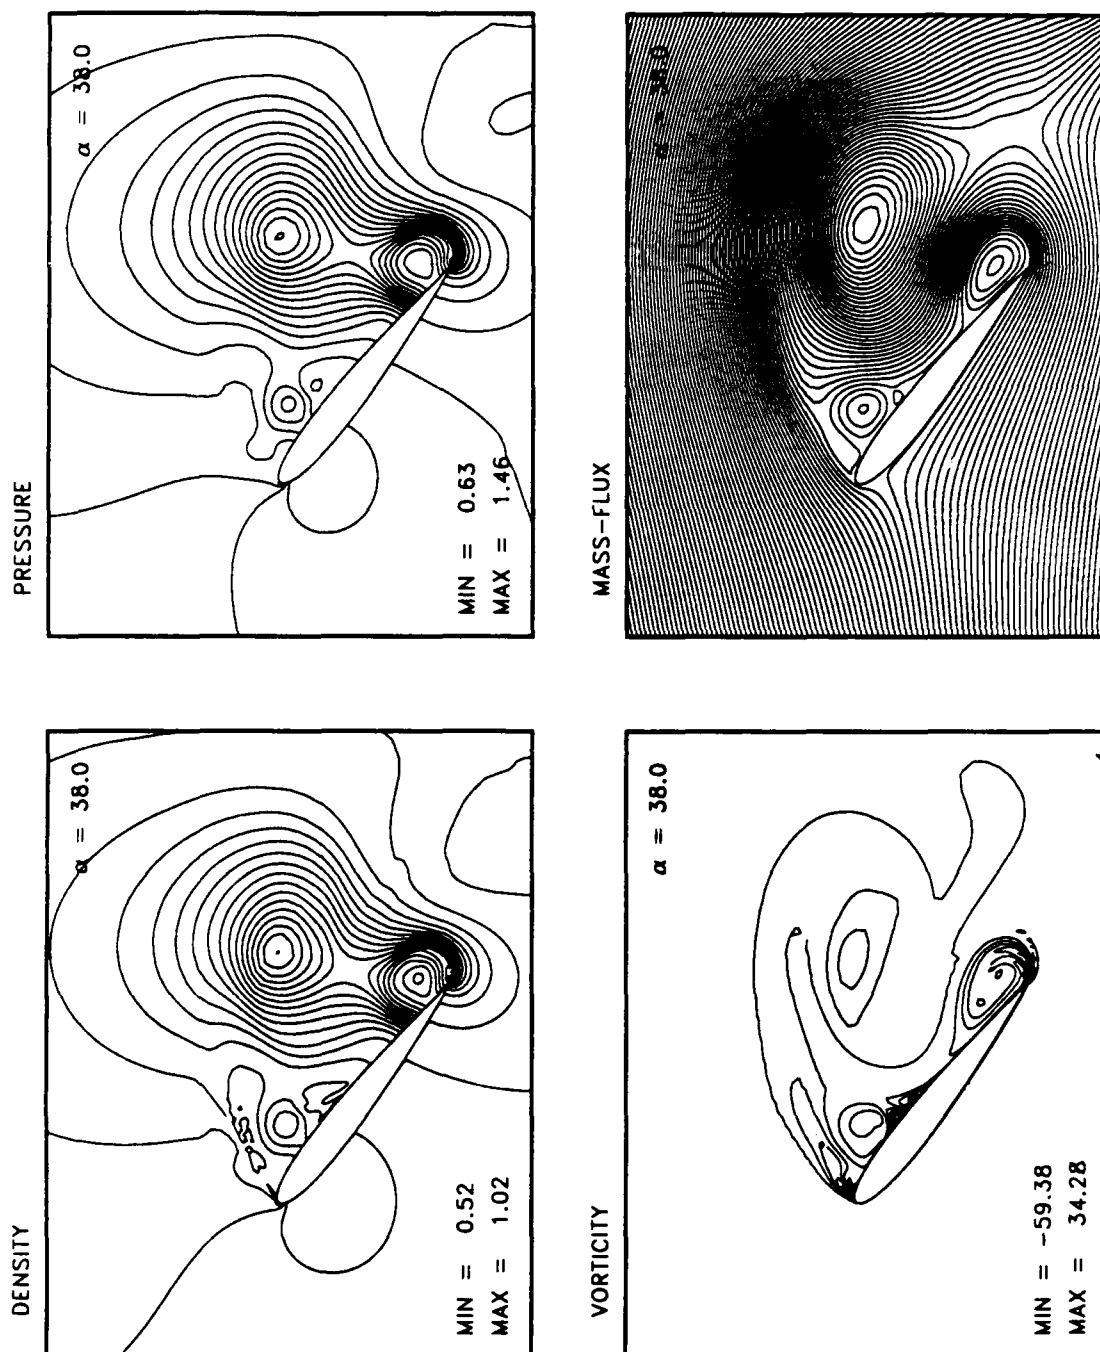 DENSITY
α = 38.0
MIN = 0.52
MAX = 1.02
PRESSURE
α = 38.0
MIN = 0.63
MAX = 1.46
VORTICITY
α = 38.0
MIN = -59.38
MAX = 34.28
MASS-FLUX
α = 38.0